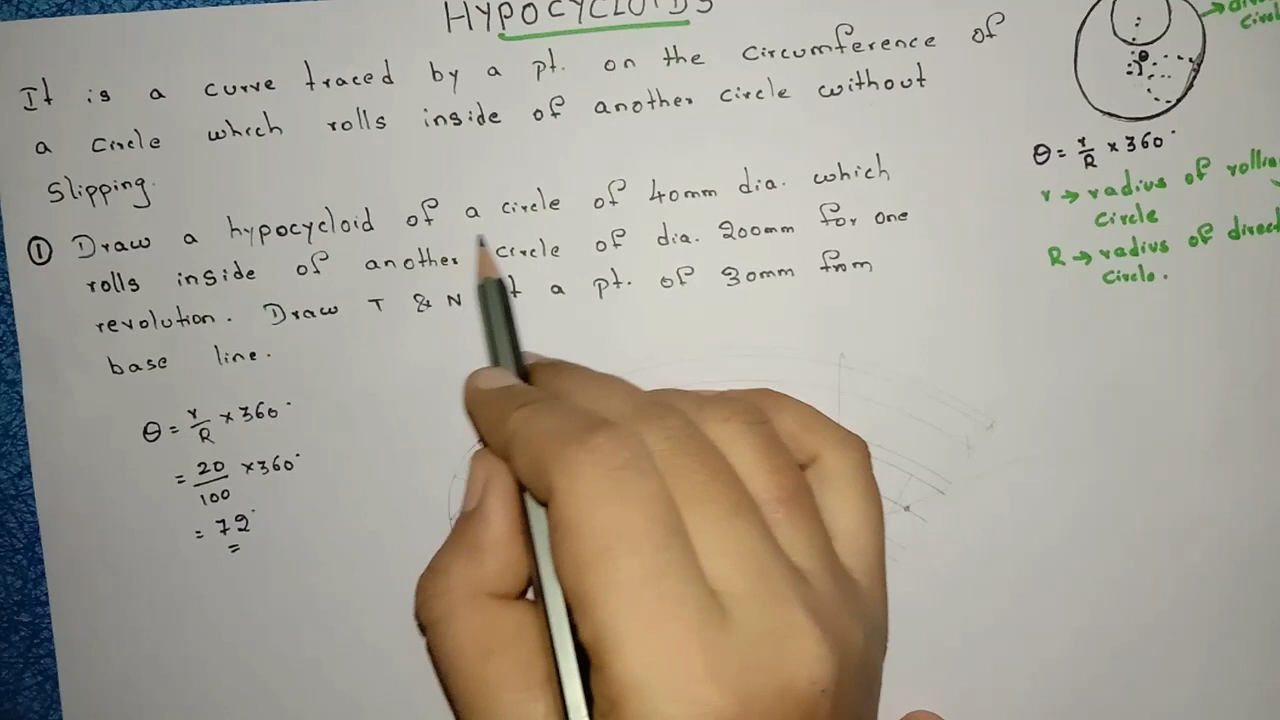 HYPOCYCLOIDS
It is a curve traced by a pt. on the circumference of
a circle which rolls inside of another circle without
slipping.
① Draw a hypocycloid of a circle of 40mm dia. which
rolls inside of another circle of dia. 200mm for one
revolution. Draw T & N a pt. of 30mm from
base line.
θ = r/R × 360°
= 20/100 × 360°
= 72°
θ = r/R × 360°
r → radius of
circle
R → radius of
circle.